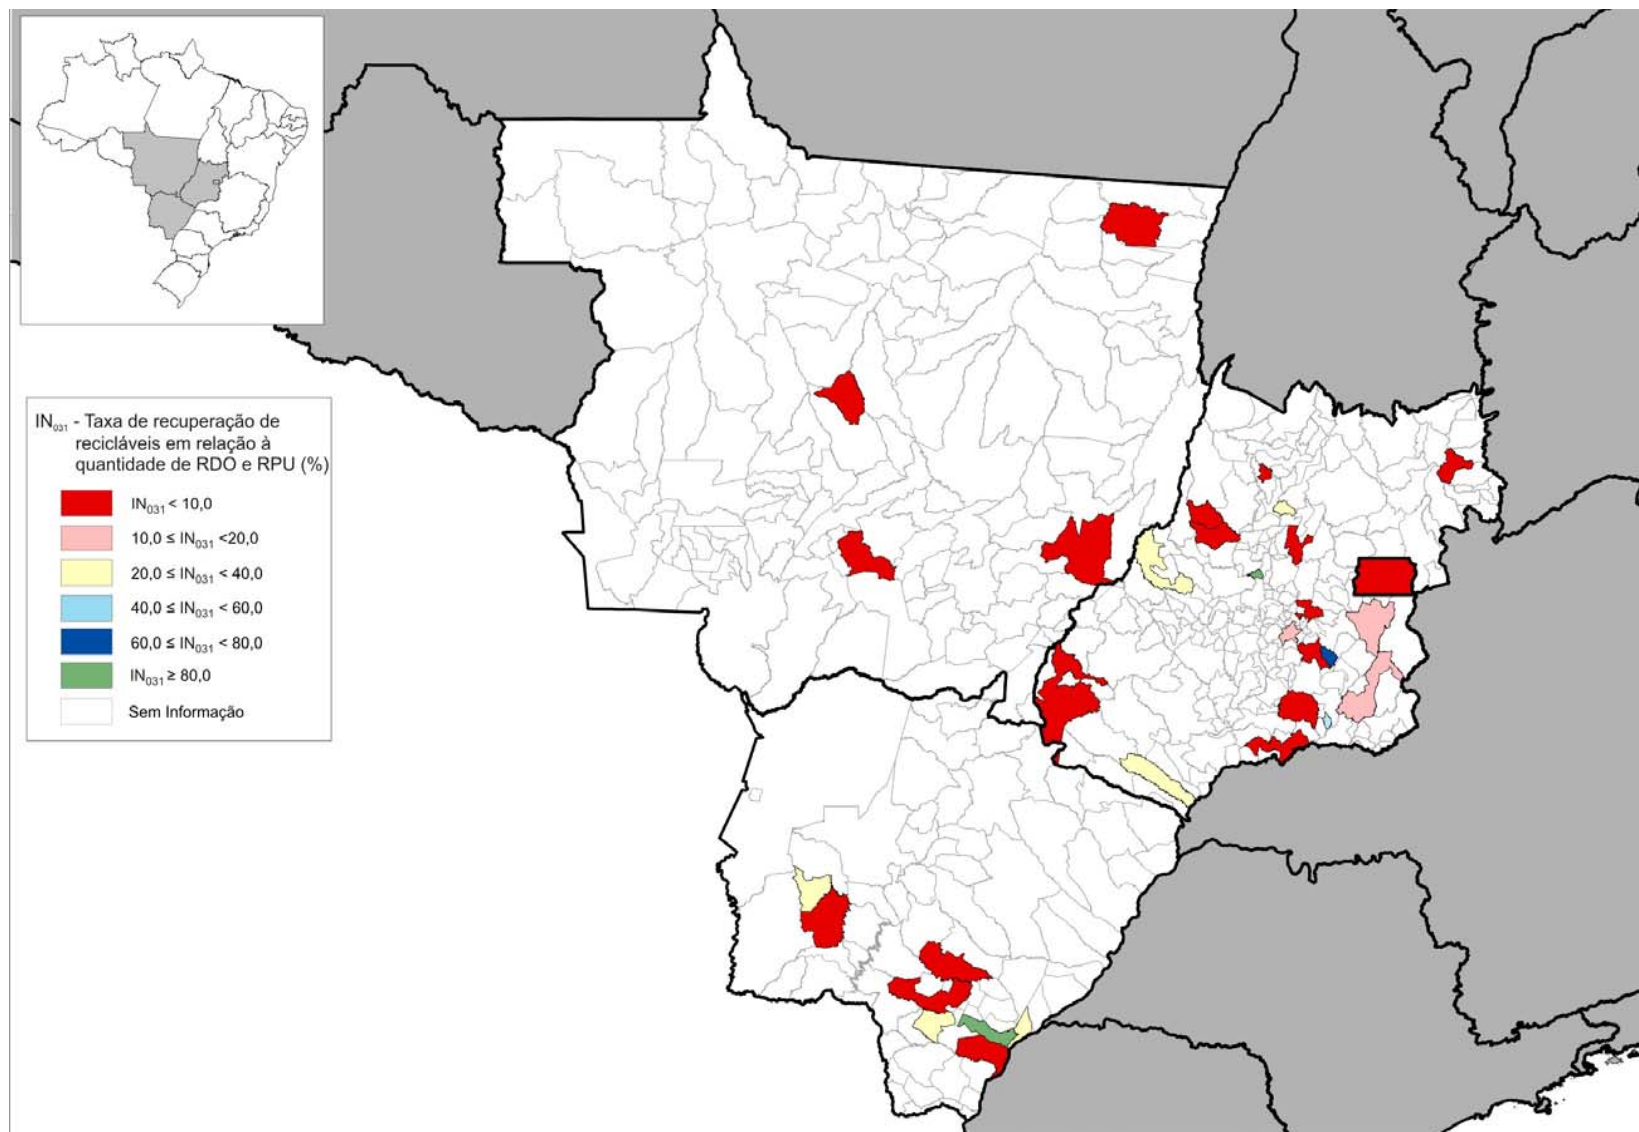 IN₀₃₁ - Taxa de recuperação de
recicláveis em relação à
quantidade de RDO e RPU (%)
IN₀₃₁ < 10,0
10,0 ≤ IN₀₃₁ <20,0
20,0 ≤ IN₀₃₁ < 40,0
40,0 ≤ IN₀₃₁ < 60,0
60,0 ≤ IN₀₃₁ < 80,0
IN₀₃₁ ≥ 80,0
Sem Informação